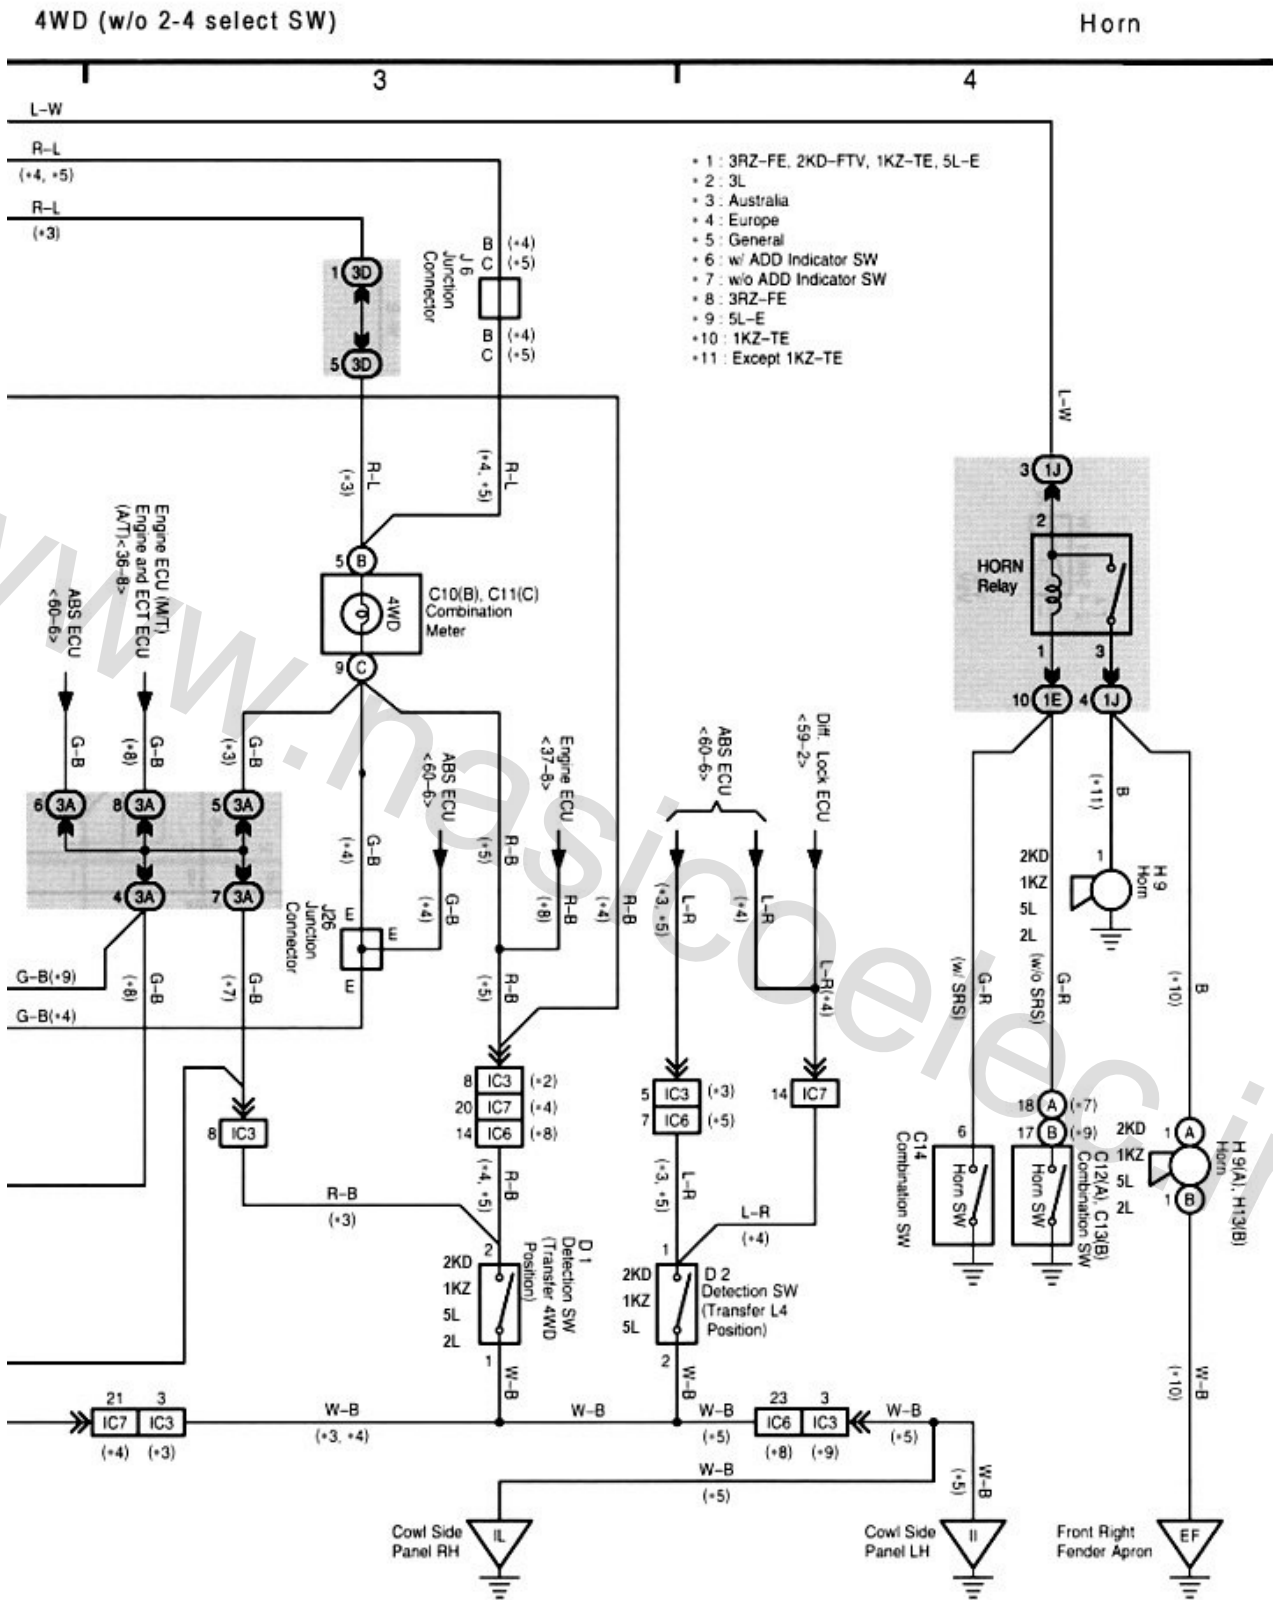 4WD (w/o 2-4 select SW)
Horn
3
4
L-W
R-L
(*4, *5)
R-L
(*3)
* 1 : 3RZ-FE, 2KD-FTV, 1KZ-TE, 5L-E
* 2 : 3L
* 3 : Australia
* 4 : Europe
* 5 : General
* 6 : w/ ADD Indicator SW
* 7 : w/o ADD Indicator SW
* 8 : 3RZ-FE
* 9 : 5L-E
*10 : 1KZ-TE
*11 : Except 1KZ-TE
1 3D
5 3D
J 6
Junction
Connector
B (*4)
C (*5)
B (*4)
C (*5)
R-L
(*3)
R-L
(*4, *5)
L-W
3 1J
2
HORN
Relay
1
3
10 1E
4 1J
Engine ECU (M/T)
Engine and ECT ECU
(A/T)<36-8>
ABS ECU
<60-6>
5 B
4WD
C10(B), C11(C)
Combination
Meter
9 C
G-B
G-B
(*8)
G-B
(*3)
6 3A
8 3A
5 3A
4 3A
7 3A
G-B
(*4)
ABS ECU
<60-6>
G-B
(*4)
R-B
(*5)
Engine ECU
<37-8>
R-B
(*8)
R-B
(*4)
ABS ECU
<60-6>
Diff. Lock ECU
<59-2>
L-R
(*3, *5)
L-R
(*4)
L-R(*4)
B
(*11)
2KD
1KZ
5L
2L
1
H 9
Horn
J26
Junction
Connector
E
E
E
G-B(*9)
G-B(*4)
G-B
(*8)
G-B
(*7)
R-B
(*5)
G-R
(w/ SRS)
G-R
(w/o SRS)
B
(*10)
8 IC3
8 IC3 (*2)
20 IC7 (*4)
14 IC6 (*8)
5 IC3 (*3)
7 IC6 (*5)
14 IC7
18 A (*7)
17 B (*9)
6
Horn SW
C14
Combination SW
Horn SW
C12(A), C13(B)
Combination SW
2KD
1KZ
5L
2L
1 A
1 B
H 9(A), H13(B)
Horn
R-B
(*3)
R-B
(*4, *5)
L-R
(*3, *5)
L-R
(*4)
2
2KD
1KZ
5L
2L
1
D 1
Detection SW
(Transfer 4WD
Position)
1
2KD
1KZ
5L
2
D 2
Detection SW
(Transfer L4
Position)
W-B
W-B
W-B
(*10)
21 3
IC7 IC3
(*4) (*3)
W-B
(*3, *4)
W-B
W-B
(*5)
23 3
IC6 IC3
(*8) (*9)
W-B
(*5)
W-B
(*5)
W-B
(*5)
Cowl Side
Panel RH
IL
Cowl Side
Panel LH
II
Front Right
Fender Apron
EF
www.nasicoelec.ir